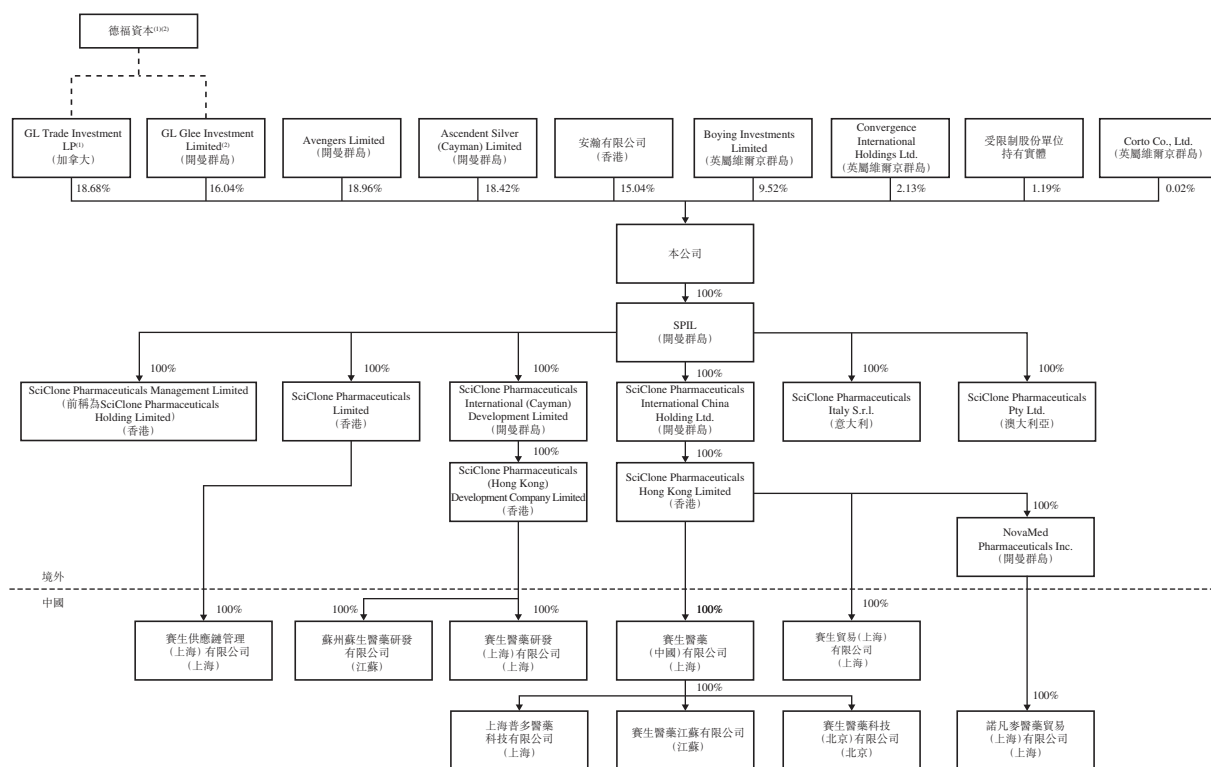 德福資本(1)(2)
GL Trade Investment
LP(1)
(加拿大)
GL Glee Investment
Limited(2)
(開曼群島)
Avengers Limited
(開曼群島)
Ascendent Silver
(Cayman) Limited
(開曼群島)
安瀚有限公司
(香港)
Boying Investments
Limited
(英屬維爾京群島)
Convergence
International
Holdings Ltd.
(英屬維爾京群島)
受限制股份單位
持有實體
Corto Co., Ltd.
(英屬維爾京群島)
18.68%
16.04%
18.96%
18.42%
15.04%
9.52%
2.13%
1.19%
0.02%
本公司
100%
SPIL
(開曼群島)
100%
100%
100%
100%
100%
100%
SciClone Pharmaceuticals Management Limited
(前稱為SciClone Pharmaceuticals
Holding Limited)
(香港)
SciClone Pharmaceuticals
Limited
(香港)
SciClone Pharmaceuticals
International (Cayman)
Development Limited
(開曼群島)
SciClone Pharmaceuticals
International China
Holding Ltd.
(開曼群島)
SciClone Pharmaceuticals
Italy S.r.l.
(意大利)
SciClone Pharmaceuticals
Pty Ltd.
(澳大利亞)
100%
100%
SciClone Pharmaceuticals
(Hong Kong)
Development Company Limited
(香港)
SciClone Pharmaceuticals
Hong Kong Limited
(香港)
100%
NovaMed
Pharmaceuticals Inc.
(開曼群島)
境外
中國
100%
100%
100%
100%
100%
賽生供應鏈管理
(上海)有限公司
(上海)
蘇州蘇生醫藥研發
有限公司
(江蘇)
賽生醫藥研發
(上海)有限公司
(上海)
賽生醫藥
(中國)有限公司
(上海)
賽生貿易(上海)
有限公司
(上海)
100%
100%
上海普多醫藥
科技有限公司
(上海)
賽生醫藥江蘇有限公司
(江蘇)
賽生醫藥科技
(北京)有限公司
(北京)
諾凡麥醫藥貿易
(上海)有限公司
(上海)